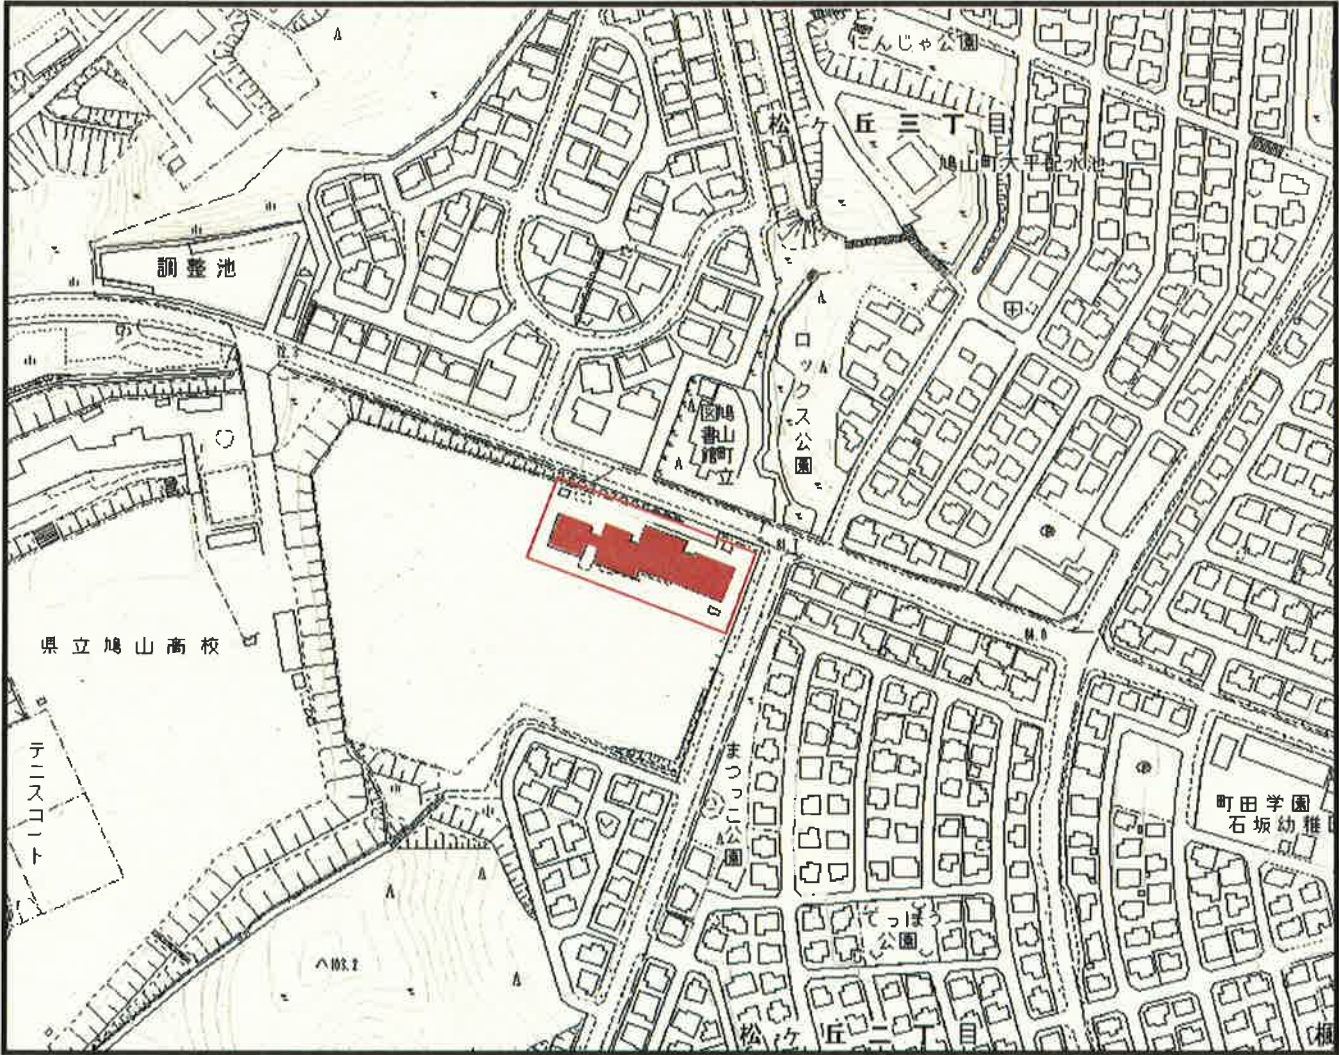 にんじゃ公園
松ヶ丘三丁目
鳩山町大平配水池
調整池
ロックス公園
鳩山町立
図書館
県立鳩山高校
テニスコート
まつっこ公園
町田学園
石坂幼稚
てっぽう
公園
103.2
松ヶ丘二丁目
楓